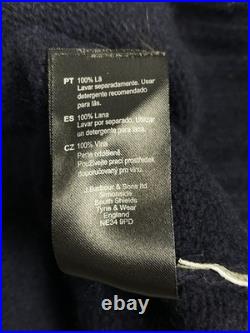 PT 100% Lã
Lavar separadamente. Usar
detergente recomendado
para lãs.
ES 100% Lana
Lavar por separado. Utilizar
un detergente para lana.
CZ 100% Vlna
Perte odděleně.
Používejte prací prostředek
doporučený pro vlnu.
J.Barbour & Sons ltd
Simonside
South Shields
Tyne & Wear
England
NE34 9PD